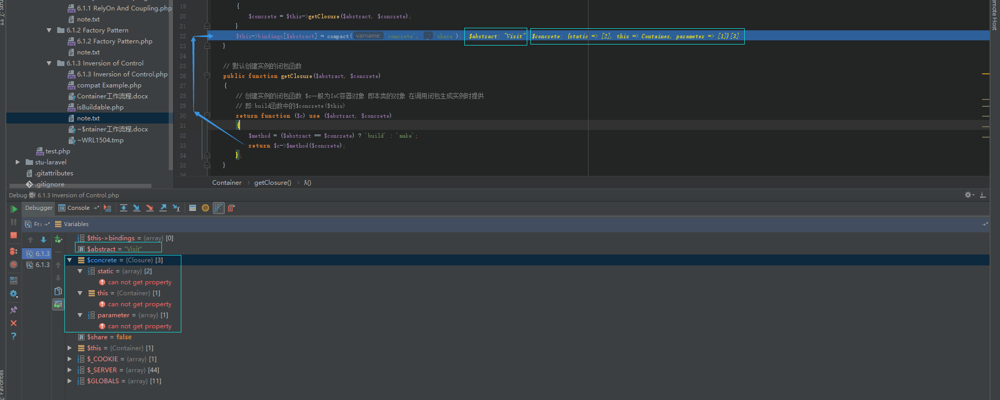 6.1.1 RelyOn And Coupling.php
note.txt
6.1.2 Factory Pattern
6.1.2 Factory Pattern.php
note.txt
6.1.3 Inversion of Control
6.1.3 Inversion of Control.php
compat Example.php
Container工作流程.docx
isBuildable.php
note.txt
~$ntainer工作流程.docx
~WRL1504.tmp
test.php
stu-laravel
.gitattributes
.gitignore
19 {
20 $concrete = $this->getClosure($abstract, $concrete);
21 }
22 $this->bindings[$abstract] = compact( varname: 'concrete', _: 'share'); $abstract: "Visit" $concrete: {static => [2], this => Container, parameter => [1]}[3]
23 }
24
25 // 默认创建实例的闭包函数
26 public function getClosure($abstract, $concrete)
27 {
28 // 创建实例的闭包函数 $c一般为IoC容器对象 即本类的对象 在调用闭包生成实例时提供
29 // 即:build函数中的$concrete($this)
30 return function ($c) use ($abstract, $concrete)
31 {
32 $method = ($abstract == $concrete) ? 'build' : 'make';
33 return $c->$method($concrete);
34 };
35 }
Container › getClosure() › λ()
emote Host
Debug 6.1.3 Inversion of Control.php
Debugger Console
Fra Variables
6.1.3
6.1.3
$this->bindings = {array} [0]
$abstract = "Visit"
$concrete = {Closure} [3]
static = {array} [2]
can not get property
this = {Container} [1]
can not get property
parameter = {array} [1]
can not get property
$share = false
$this = {Container} [1]
$_COOKIE = {array} [1]
$_SERVER = {array} [44]
$GLOBALS = {array} [11]
2: Favorites